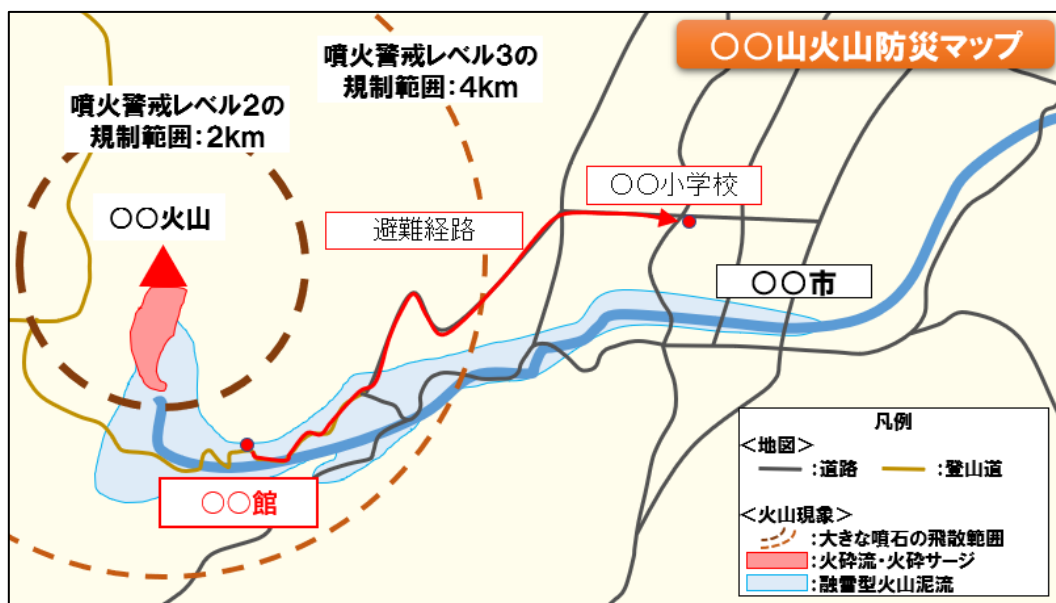 ○○山火山防災マップ
噴火警戒レベル3の
規制範囲:4km
噴火警戒レベル2の
規制範囲:2km
○○火山
○○小学校
避難経路
○○市
○○館
凡例
<地図>
:道路
:登山道
<火山現象>
:大きな噴石の飛散範囲
:火砕流・火砕サージ
:融雪型火山泥流